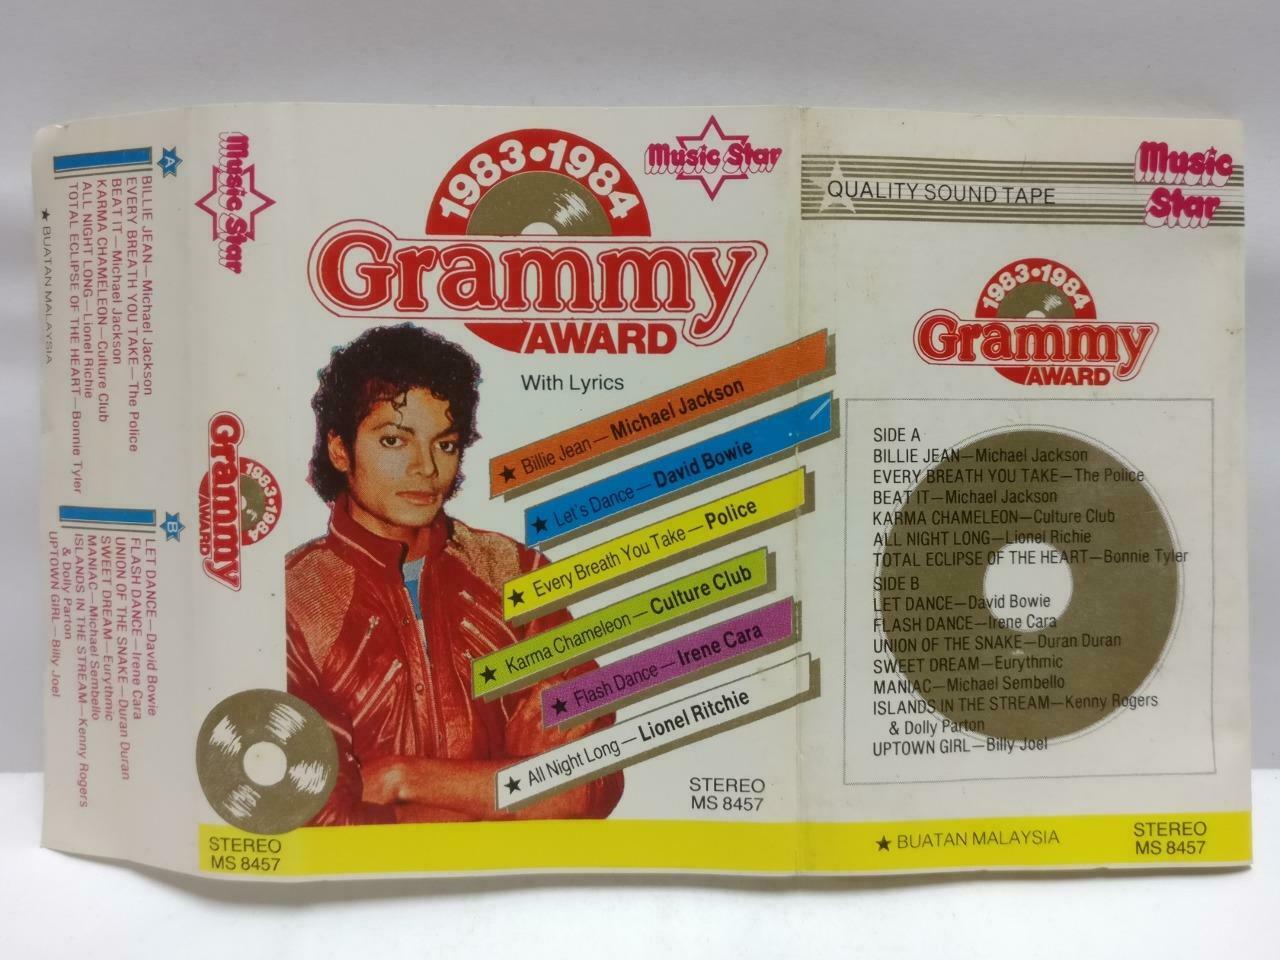 A
BILLIE JEAN—Michael Jackson
EVERY BREATH YOU TAKE—The Police
BEAT IT—Michael Jackson
KARMA CHAMELEON—Culture Club
ALL NIGHT LONG—Lionel Richie
TOTAL ECLIPSE OF THE HEART—Bonnie Tyler
★ BUATAN MALAYSIA
B
LET DANCE—David Bowie
FLASH DANCE—Irene Cara
UNION OF THE SNAKE—Duran Duran
SWEET DREAM—Eurythmic
MANIAC—Michael Sembello
ISLANDS IN THE STREAM—Kenny Rogers
& Dolly Parton
UPTOWN GIRL—Billy Joel
Music Star
1983•1984
Grammy
AWARD
STEREO
MS 8457
1983•1984
Grammy
AWARD
Music Star
With Lyrics
★ Billie Jean—Michael Jackson
★ Let's Dance—David Bowie
★ Every Breath You Take—Police
★ Karma Chameleon—Culture Club
★ Flash Dance—Irene Cara
★ All Night Long—Lionel Ritchie
STEREO
MS 8457
QUALITY SOUND TAPE
Music
Star
1983•1984
Grammy
AWARD
SIDE A
BILLIE JEAN—Michael Jackson
EVERY BREATH YOU TAKE—The Police
BEAT IT—Michael Jackson
KARMA CHAMELEON—Culture Club
ALL NIGHT LONG—Lionel Richie
TOTAL ECLIPSE OF THE HEART—Bonnie Tyler
SIDE B
LET DANCE—David Bowie
FLASH DANCE—Irene Cara
UNION OF THE SNAKE—Duran Duran
SWEET DREAM—Eurythmic
MANIAC—Michael Sembello
ISLANDS IN THE STREAM—Kenny Rogers
& Dolly Parton
UPTOWN GIRL—Billy Joel
★ BUATAN MALAYSIA
STEREO
MS 8457